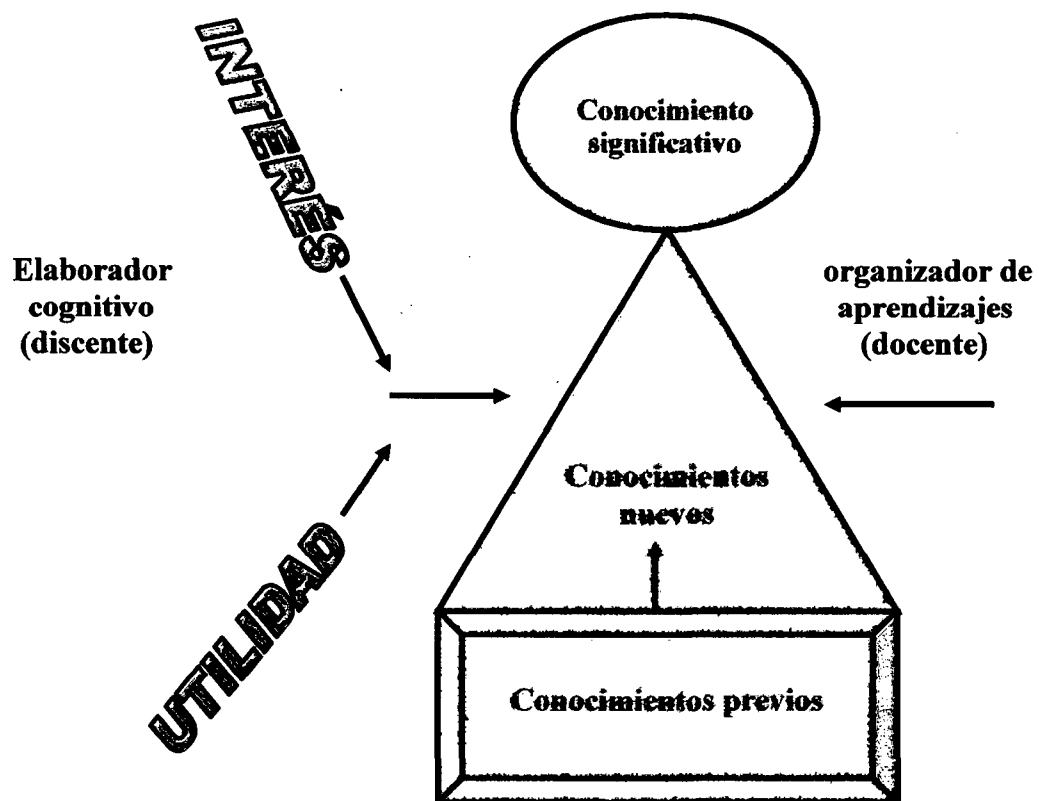 INTERÉS
Conocimiento
significativo
Elaborador
cognitivo
(discente)
organizador de
aprendizajes
(docente)
Conocimientos
nuevos
UTILIDAD
Conocimientos previos